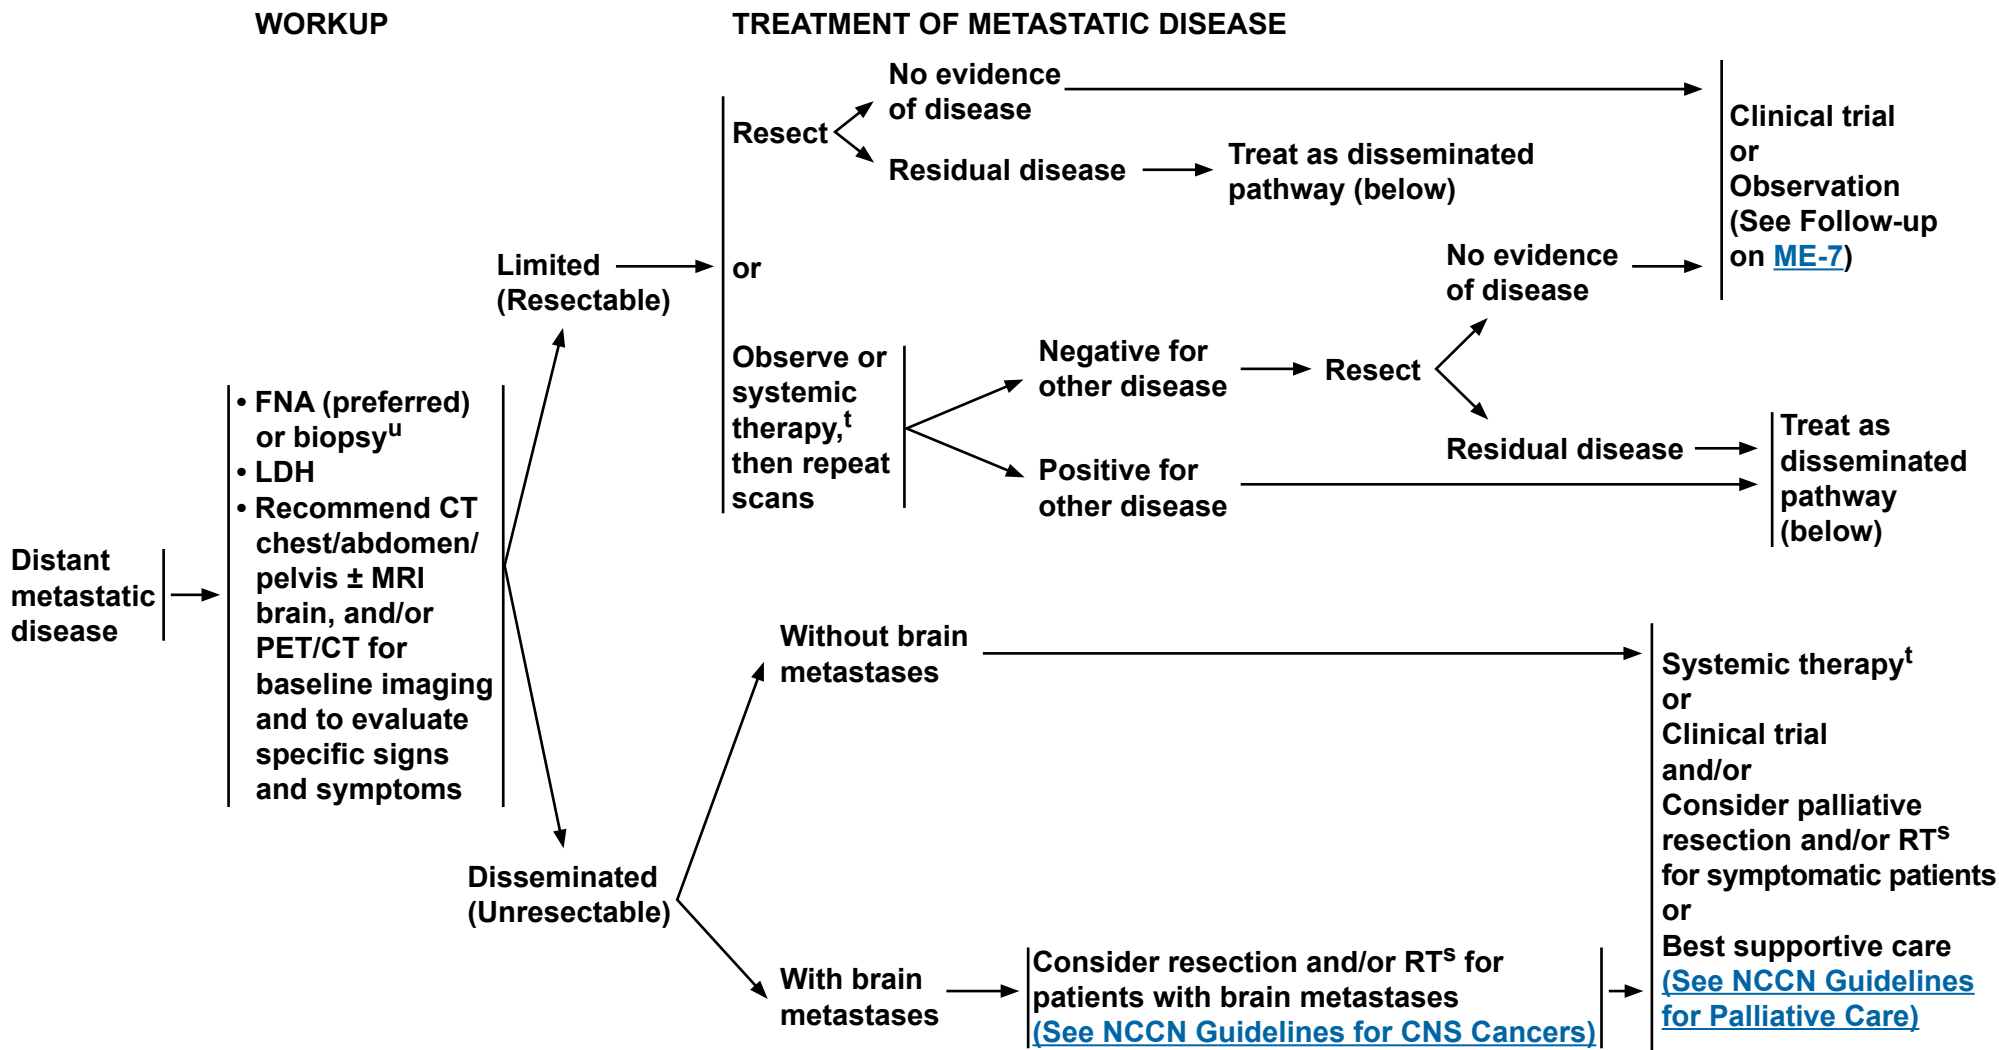 WORKUP
TREATMENT OF METASTATIC DISEASE
Distant
metastatic
disease
• FNA (preferred)
or biopsyᵘ
• LDH
• Recommend CT
chest/abdomen/
pelvis ± MRI
brain, and/or
PET/CT for
baseline imaging
and to evaluate
specific signs
and symptoms
Limited
(Resectable)
Resect
No evidence
of disease
Residual disease
Treat as disseminated
pathway (below)
or
Observe or
systemic
therapy,ᵗ
then repeat
scans
Negative for
other disease
Resect
No evidence
of disease
Residual disease
Positive for
other disease
Clinical trial
or
Observation
(See Follow-up
on ME-7)
Treat as
disseminated
pathway
(below)
Disseminated
(Unresectable)
Without brain
metastases
With brain
metastases
Consider resection and/or RTˢ for
patients with brain metastases
(See NCCN Guidelines for CNS Cancers)
Systemic therapyᵗ
or
Clinical trial
and/or
Consider palliative
resection and/or RTˢ
for symptomatic patients
or
Best supportive care
(See NCCN Guidelines
for Palliative Care)